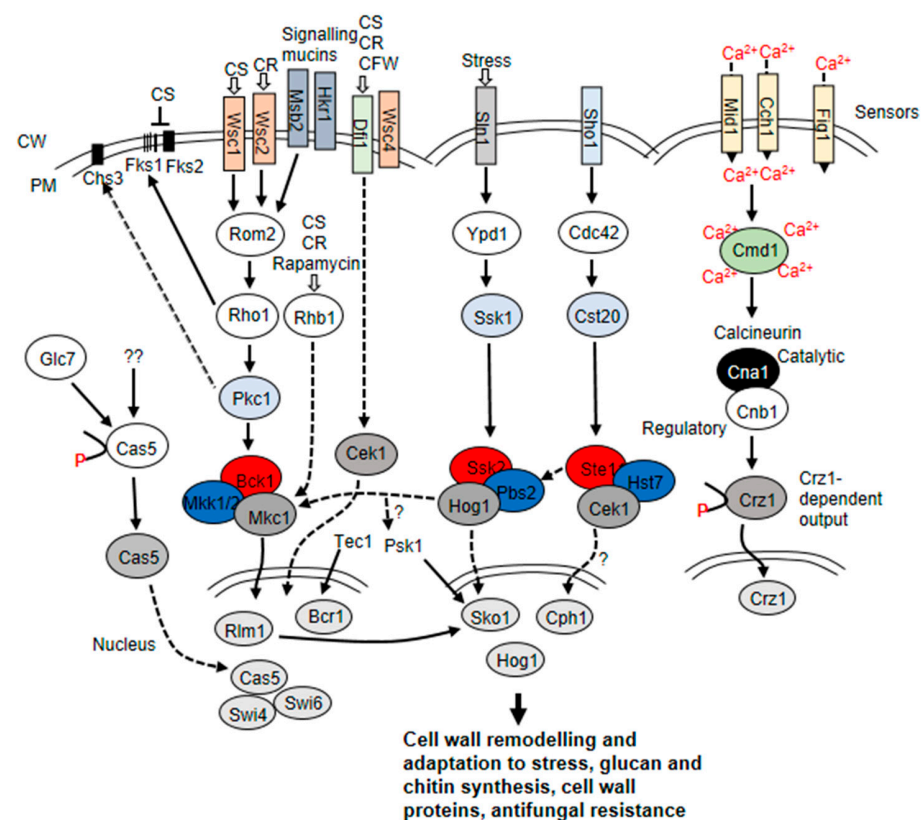 Signalling
mucins
CS
CR
CFW
Stress
Ca2+
Ca2+
Ca2+
CS
CR
CS
Wsc1
Wsc2
Msb2
Hkr1
Dfi1
Wsc4
Sln1
Sho1
Mid1
Cch1
Fig1
Sensors
CW
PM
Chs3
Fks1
Fks2
Ca2+
Ca2+
Rom2
CS
CR
Rapamycin
Ypd1
Cdc42
Ca2+
Ca2+
Cmd1
Ca2+
Ca2+
Rho1
Rhb1
Ssk1
Cst20
Calcineurin
Catalytic
Glc7
??
Pkc1
Cna1
Cnb1
Regulatory
Cas5
P
Cek1
Bck1
Mkk1/2
Mkc1
Ssk2
Pbs2
Hog1
Ste1
Hst7
Cek1
Crz1
P
Crz1-
dependent
output
?
Cas5
Tec1
Psk1
?
Crz1
Nucleus
Rlm1
Bcr1
Sko1
Cph1
Cas5
Swi4
Swi6
Hog1
Cell wall remodelling and
adaptation to stress, glucan and
chitin synthesis, cell wall
proteins, antifungal resistance